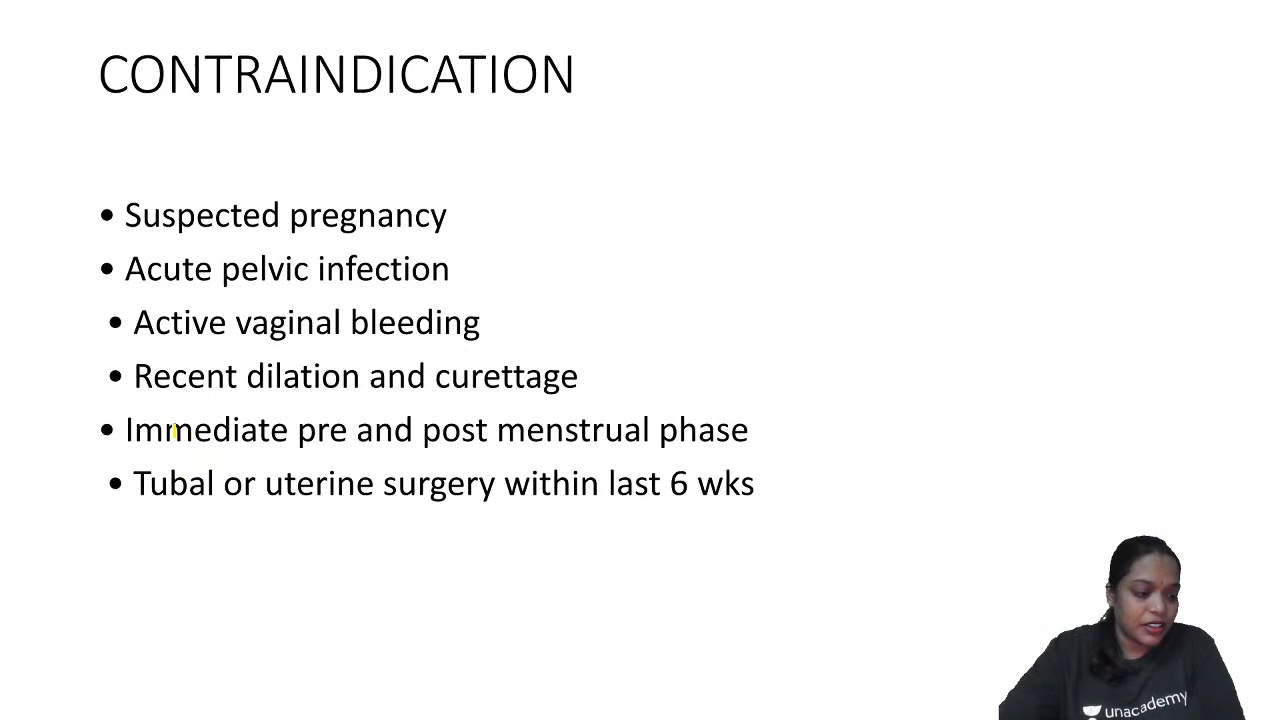 CONTRAINDICATION
• Suspected pregnancy
• Acute pelvic infection
• Active vaginal bleeding
• Recent dilation and curettage
• Immediate pre and post menstrual phase
• Tubal or uterine surgery within last 6 wks
unacademy